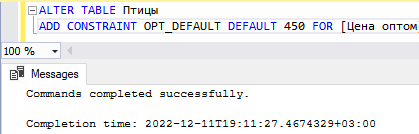 ALTER TABLE Птицы
ADD CONSTRAINT OPT_DEFAULT DEFAULT 450 FOR [Цена оптом
100 %
Messages
Commands completed successfully.
Completion time: 2022-12-11T19:11:27.4674329+03:00